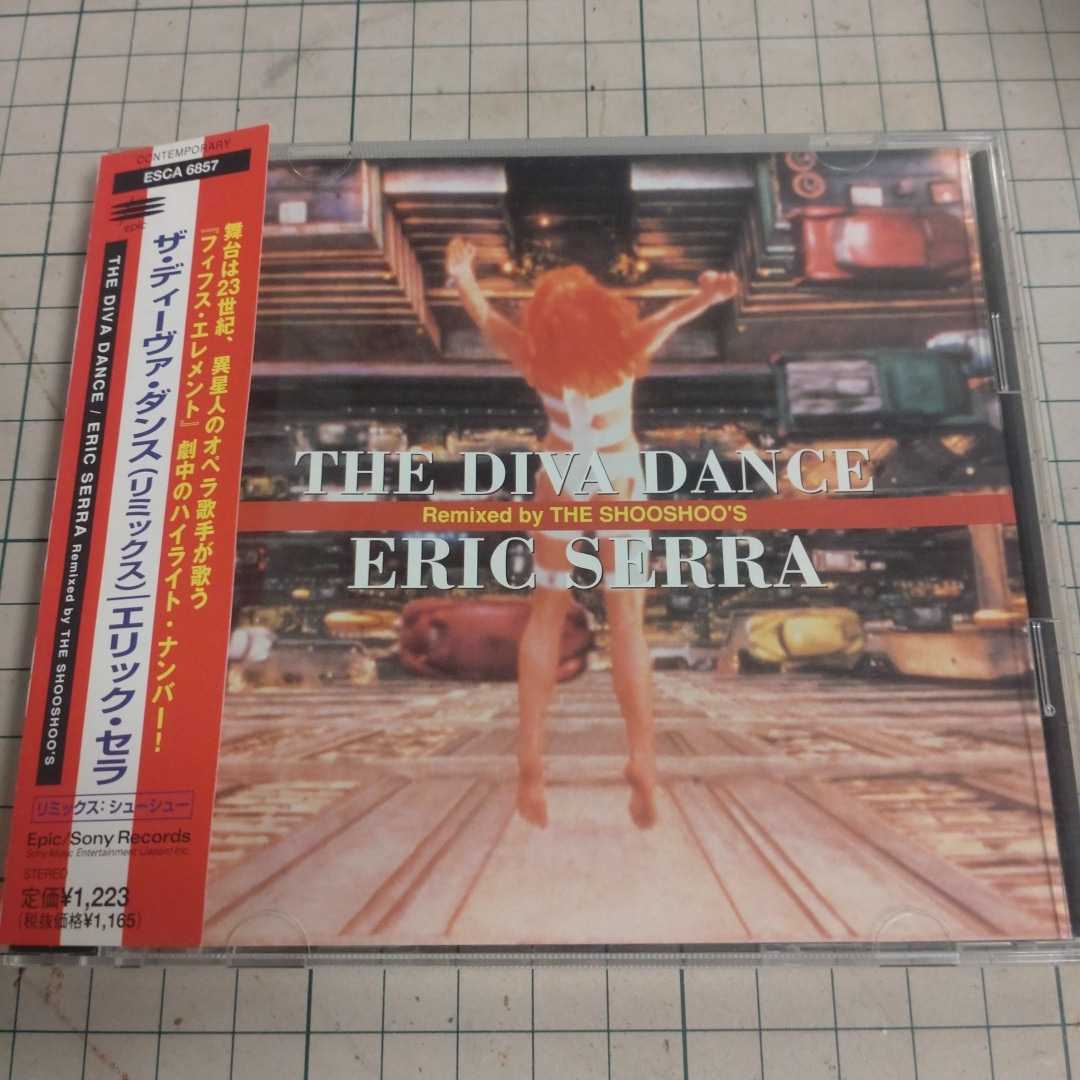 CONTEMPORARY
ESCA 6857
epic
舞台は23世紀、異星人のオペラ歌手が歌う
『フィフス・エレメント』劇中のハイライト・ナンバー!
ザ・ディーヴァ・ダンス(リミックス)/エリック・セラ
THE DIVA DANCE / ERIC SERRA Remixed by THE SHOOSHOO'S
リミックス:シューシュー
Epic/Sony Records
Sony Music Entertainment (Japan) Inc.
STEREO
定価¥1,223
(税抜価格¥1,165)
THE DIVA DANCE
Remixed by THE SHOOSHOO'S
ERIC SERRA